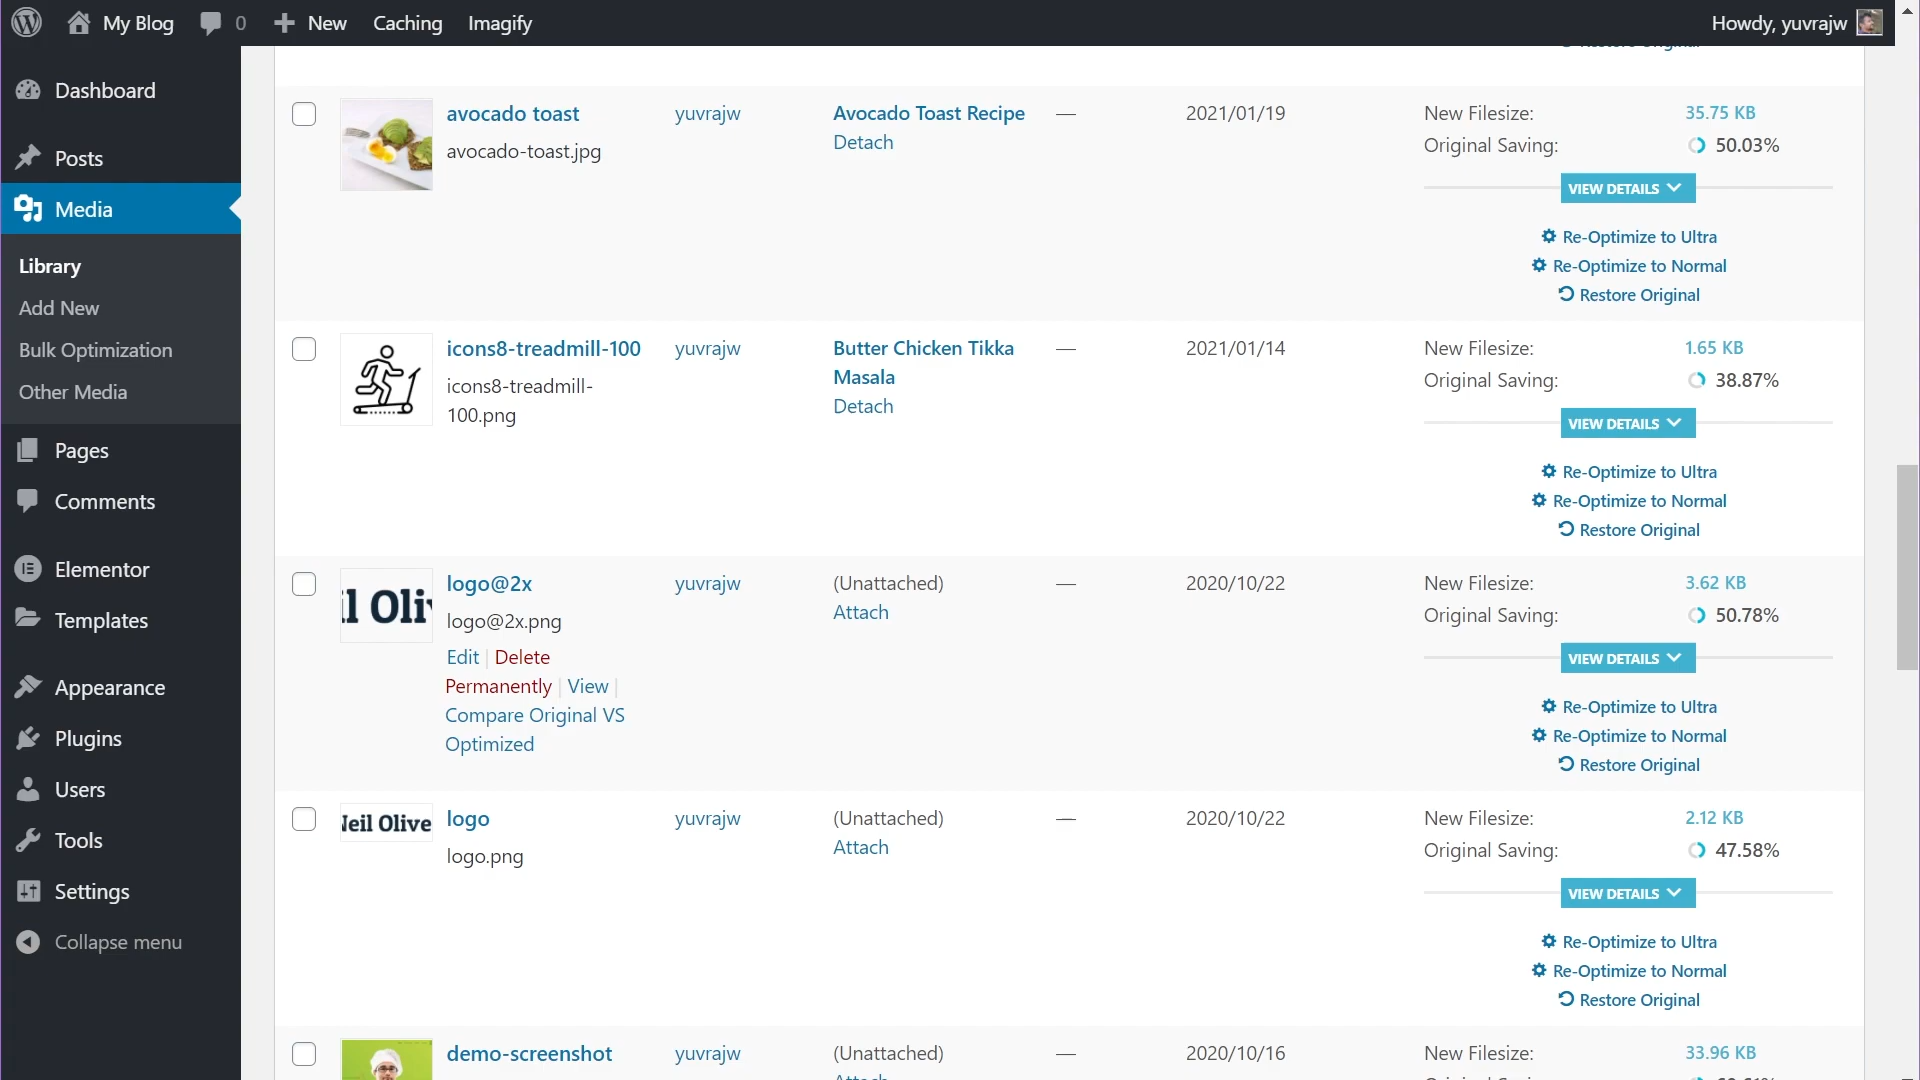 My Blog 0 New Caching Imagify Howdy, yuvrajw
Restore Original
Dashboard
Posts
Media
Library
Add New
Bulk Optimization
Other Media
Pages
Comments
Elementor
Templates
Appearance
Plugins
Users
Tools
Settings
Collapse menu
avocado toast yuvrajw Avocado Toast Recipe — 2021/01/19 New Filesize: 35.75 KB
avocado-toast.jpg Detach Original Saving: 50.03%
VIEW DETAILS
Re-Optimize to Ultra
Re-Optimize to Normal
Restore Original
icons8-treadmill-100 yuvrajw Butter Chicken Tikka — 2021/01/14 New Filesize: 1.65 KB
icons8-treadmill- Masala Original Saving: 38.87%
100.png Detach
VIEW DETAILS
Re-Optimize to Ultra
Re-Optimize to Normal
Restore Original
il Oli
logo@2x yuvrajw (Unattached) — 2020/10/22 New Filesize: 3.62 KB
logo@2x.png Attach Original Saving: 50.78%
Edit | Delete
Permanently | View |
Compare Original VS
Optimized
VIEW DETAILS
Re-Optimize to Ultra
Re-Optimize to Normal
Restore Original
Neil Olive
logo yuvrajw (Unattached) — 2020/10/22 New Filesize: 2.12 KB
logo.png Attach Original Saving: 47.58%
VIEW DETAILS
Re-Optimize to Ultra
Re-Optimize to Normal
Restore Original
demo-screenshot yuvrajw (Unattached) — 2020/10/16 New Filesize: 33.96 KB
Attach